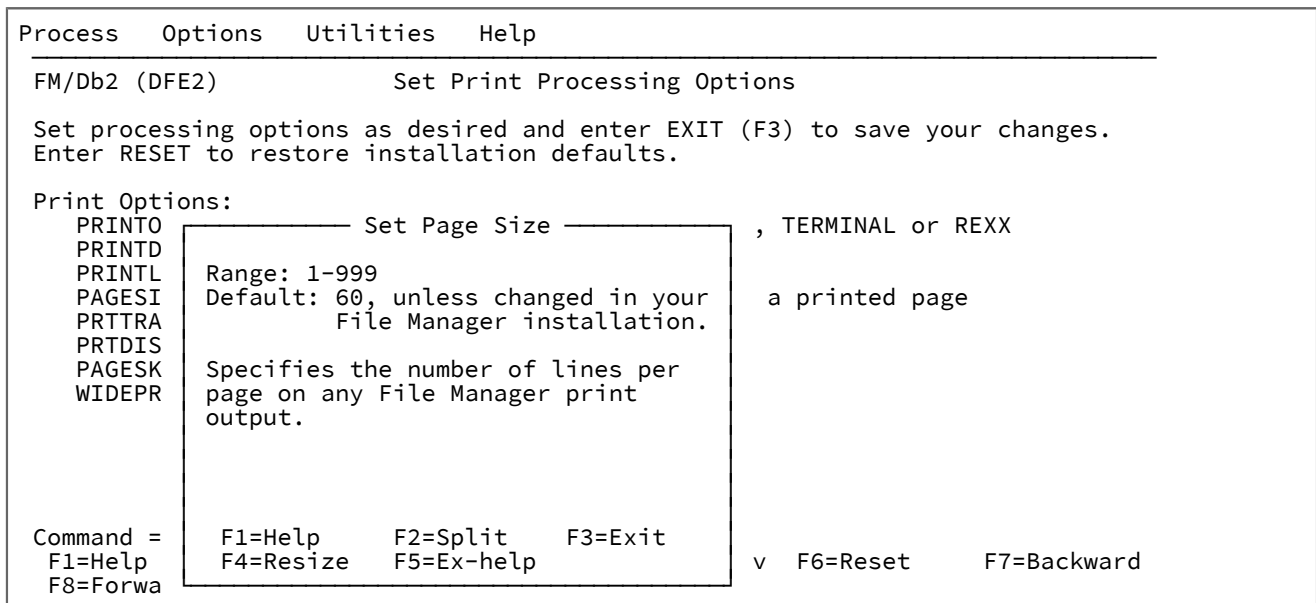 Process   Options   Utilities   Help
FM/Db2 (DFE2)            Set Print Processing Options
Set processing options as desired and enter EXIT (F3) to save your changes.
Enter RESET to restore installation defaults.
Print Options:
PRINTO   Set Page Size   , TERMINAL or REXX
PRINTD
PRINTL   Range: 1-999
PAGESI   Default: 60, unless changed in your   a printed page
PRTTRA   File Manager installation.
PRTDIS
PAGESK   Specifies the number of lines per
WIDEPR   page on any File Manager print
output.
Command =   F1=Help     F2=Split    F3=Exit
F1=Help   F4=Resize   F5=Ex-help   v  F6=Reset     F7=Backward
F8=Forwa